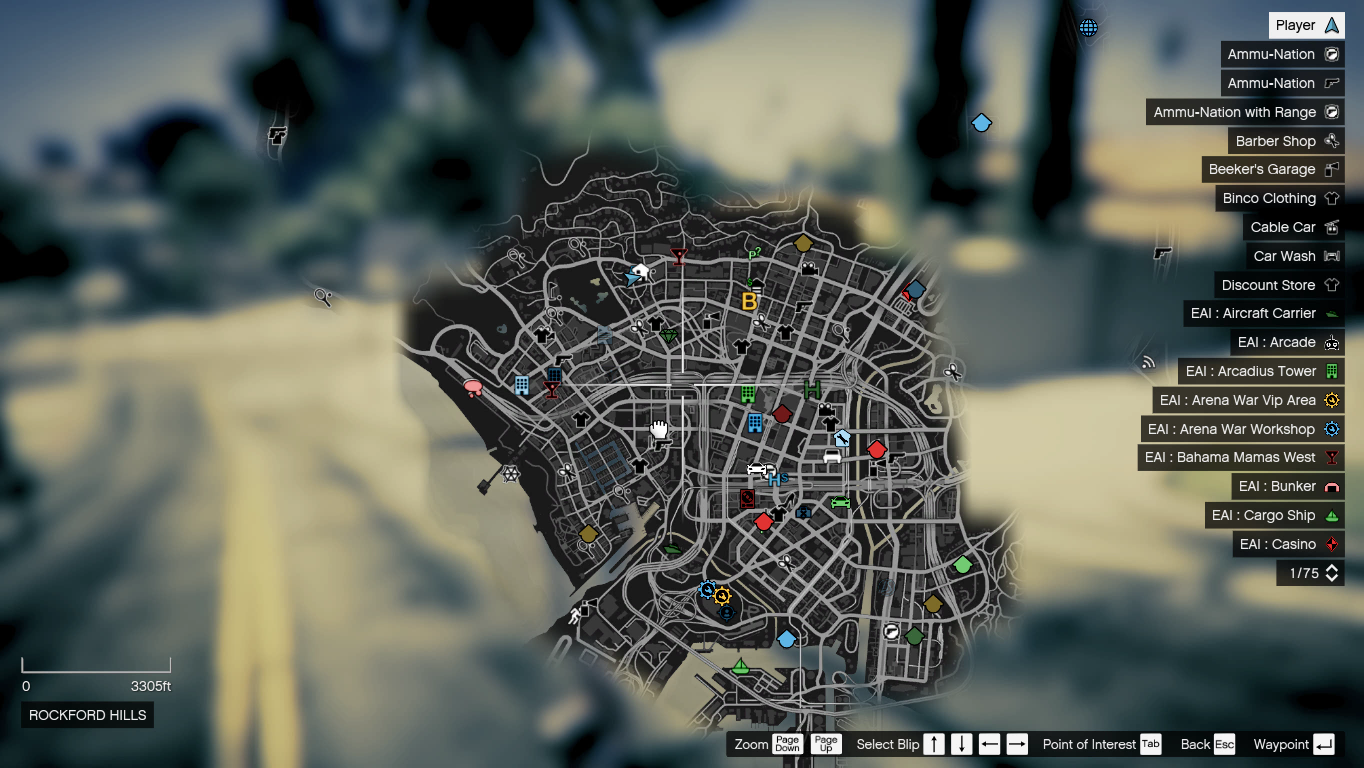 Player
Ammu-Nation
Ammu-Nation
Ammu-Nation with Range
Barber Shop
Beeker's Garage
Binco Clothing
Cable Car
Car Wash
Discount Store
EAI : Aircraft Carrier
EAI : Arcade
EAI : Arcadius Tower
EAI : Arena War Vip Area
EAI : Arena War Workshop
EAI : Bahama Mamas West
EAI : Bunker
EAI : Cargo Ship
EAI : Casino
1/75
P?
S
B
H
H S
0 3305ft
ROCKFORD HILLS
Zoom Page Down Page Up Select Blip ↑ ↓ ← → Point of Interest Tab Back Esc Waypoint